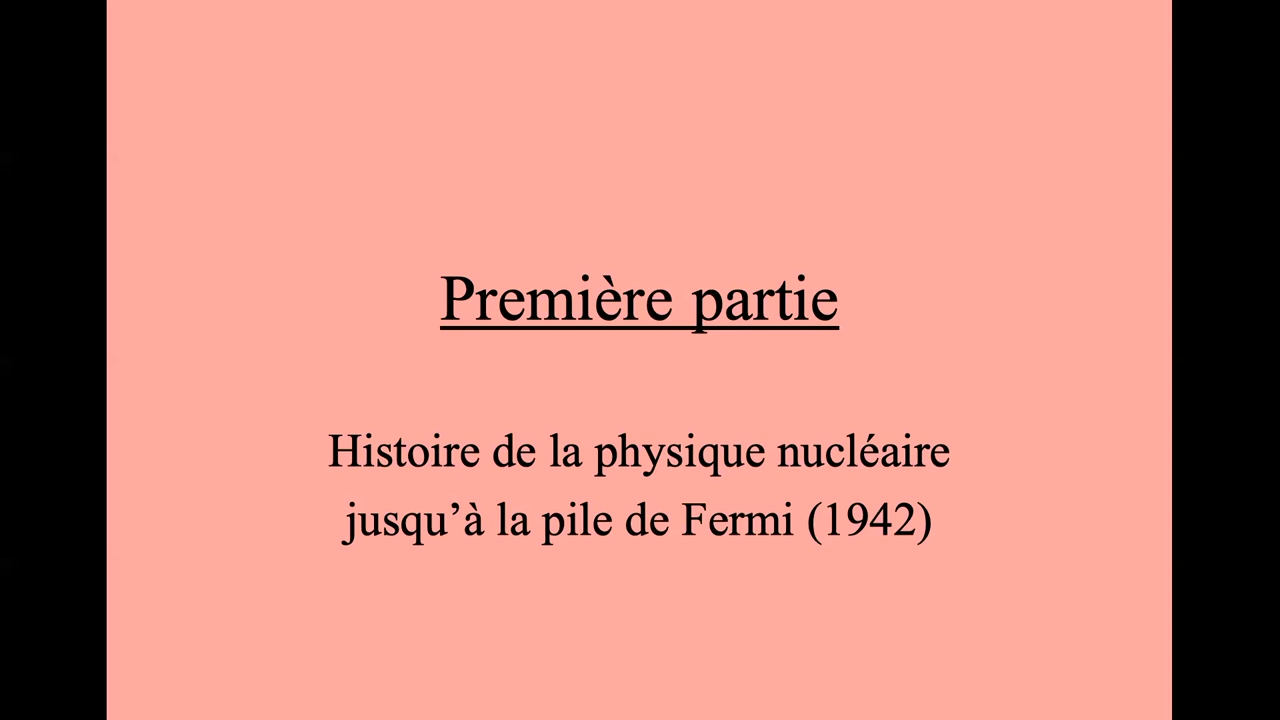 Première partie
Histoire de la physique nucléaire
jusqu’à la pile de Fermi (1942)